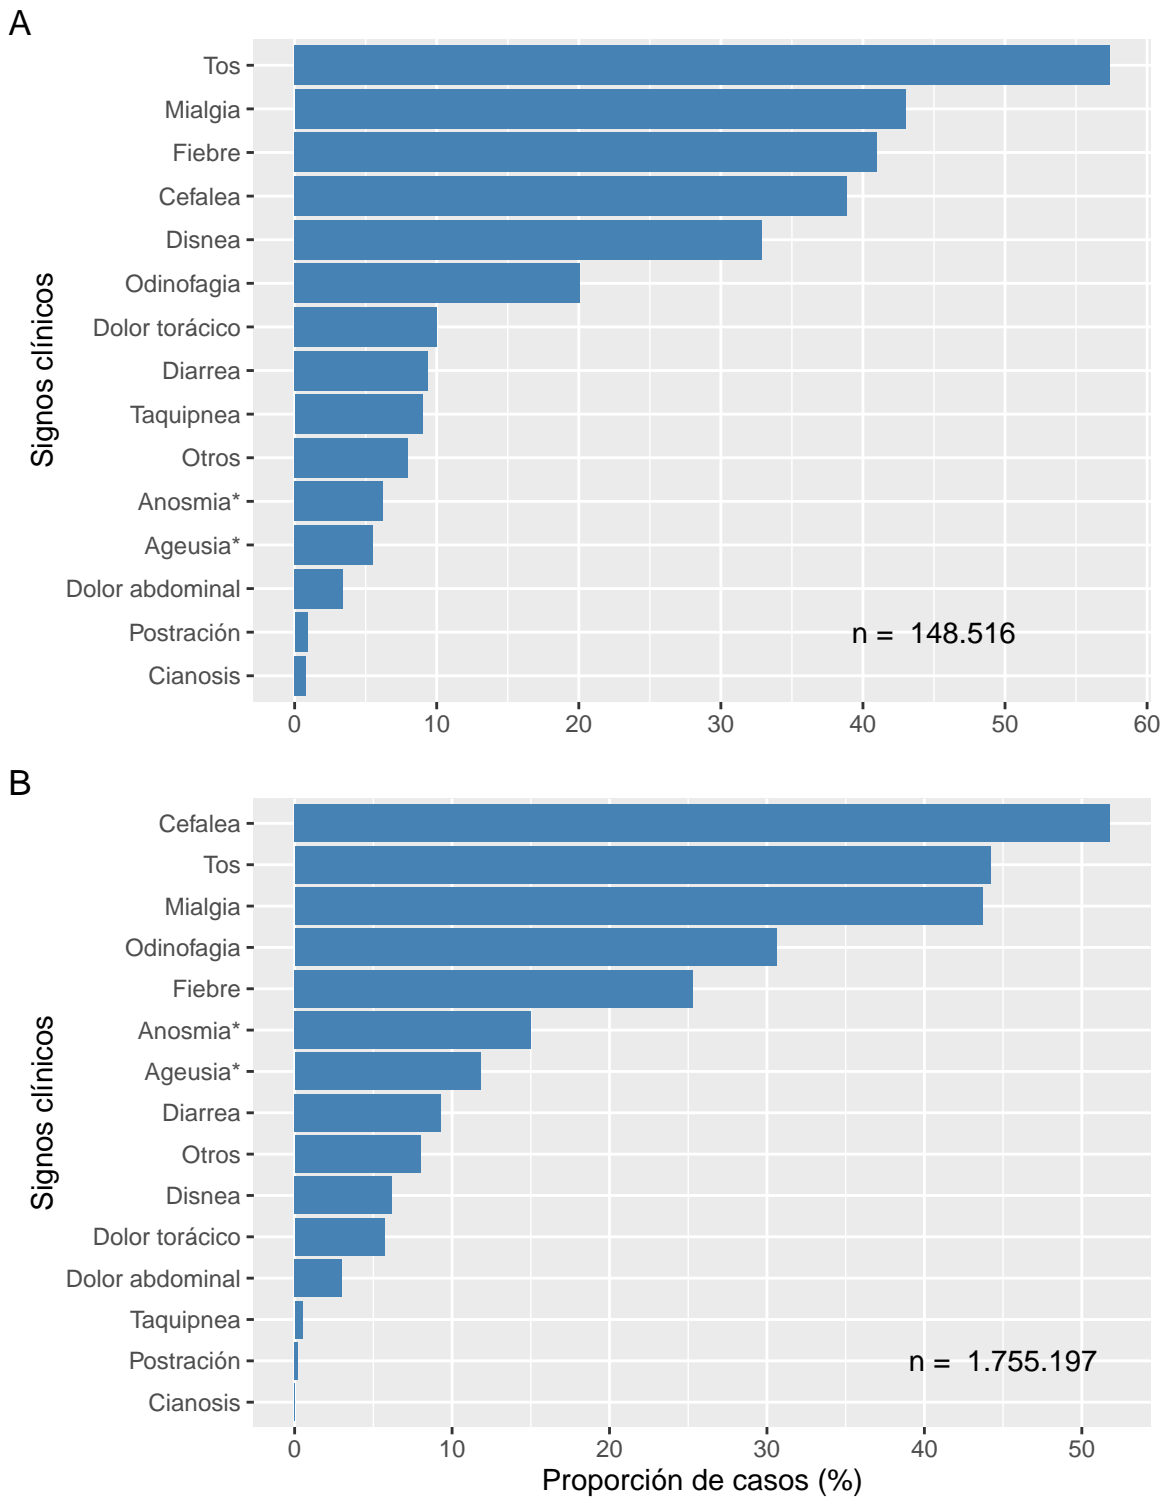 A
Signos clínicos
Tos
Mialgia
Fiebre
Cefalea
Disnea
Odinofagia
Dolor torácico
Diarrea
Taquipnea
Otros
Anosmia*
Ageusia*
Dolor abdominal
Postración
Cianosis
n = 148.516
0 10 20 30 40 50 60
B
Signos clínicos
Cefalea
Tos
Mialgia
Odinofagia
Fiebre
Anosmia*
Ageusia*
Diarrea
Otros
Disnea
Dolor torácico
Dolor abdominal
Taquipnea
Postración
Cianosis
n = 1.755.197
0 10 20 30 40 50
Proporción de casos (%)